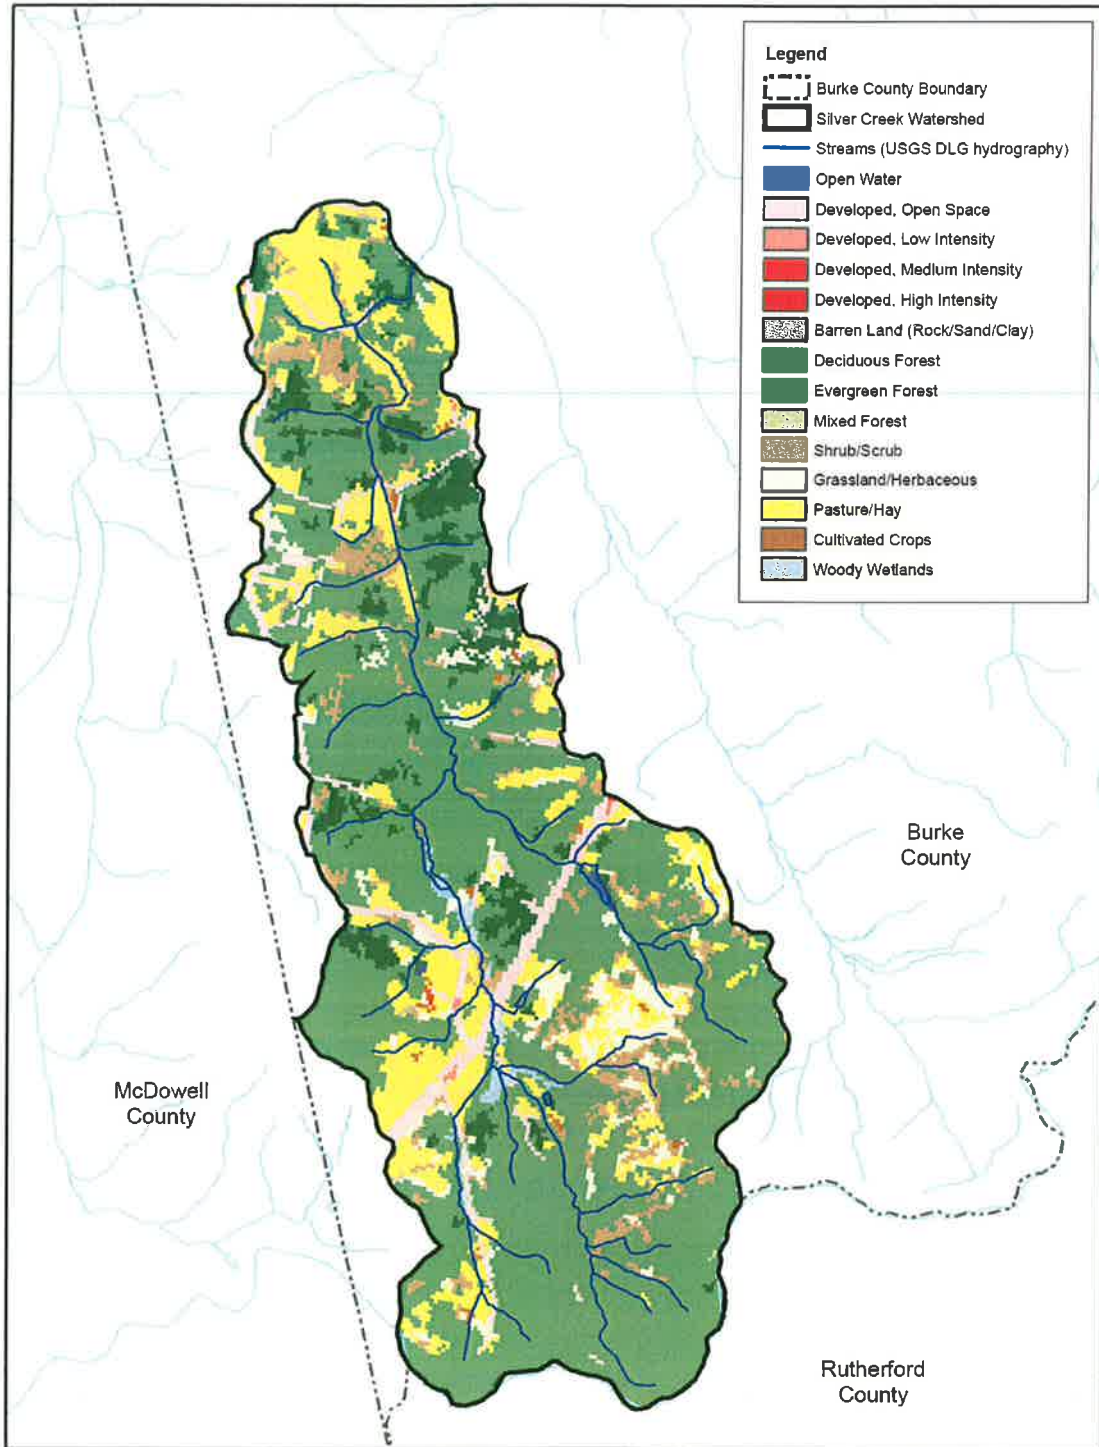 Legend
Burke County Boundary
Silver Creek Watershed
Streams (USGS DLG hydrography)
Open Water
Developed, Open Space
Developed, Low Intensity
Developed, Medium Intensity
Developed, High Intensity
Barren Land (Rock/Sand/Clay)
Deciduous Forest
Evergreen Forest
Mixed Forest
Shrub/Scrub
Grassland/Herbaceous
Pasture/Hay
Cultivated Crops
Woody Wetlands
Burke
County
McDowell
County
Rutherford
County